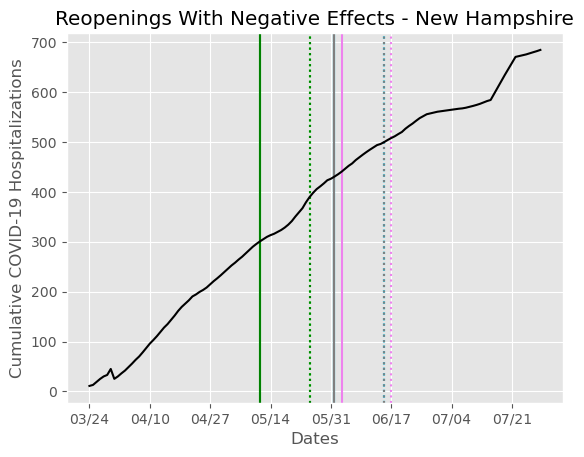 Reopenings With Negative Effects - New Hampshire
Cumulative COVID-19 Hospitalizations
700
600
500
400
300
200
100
0
03/24 04/10 04/27 05/14 05/31 06/17 07/04 07/21
Dates